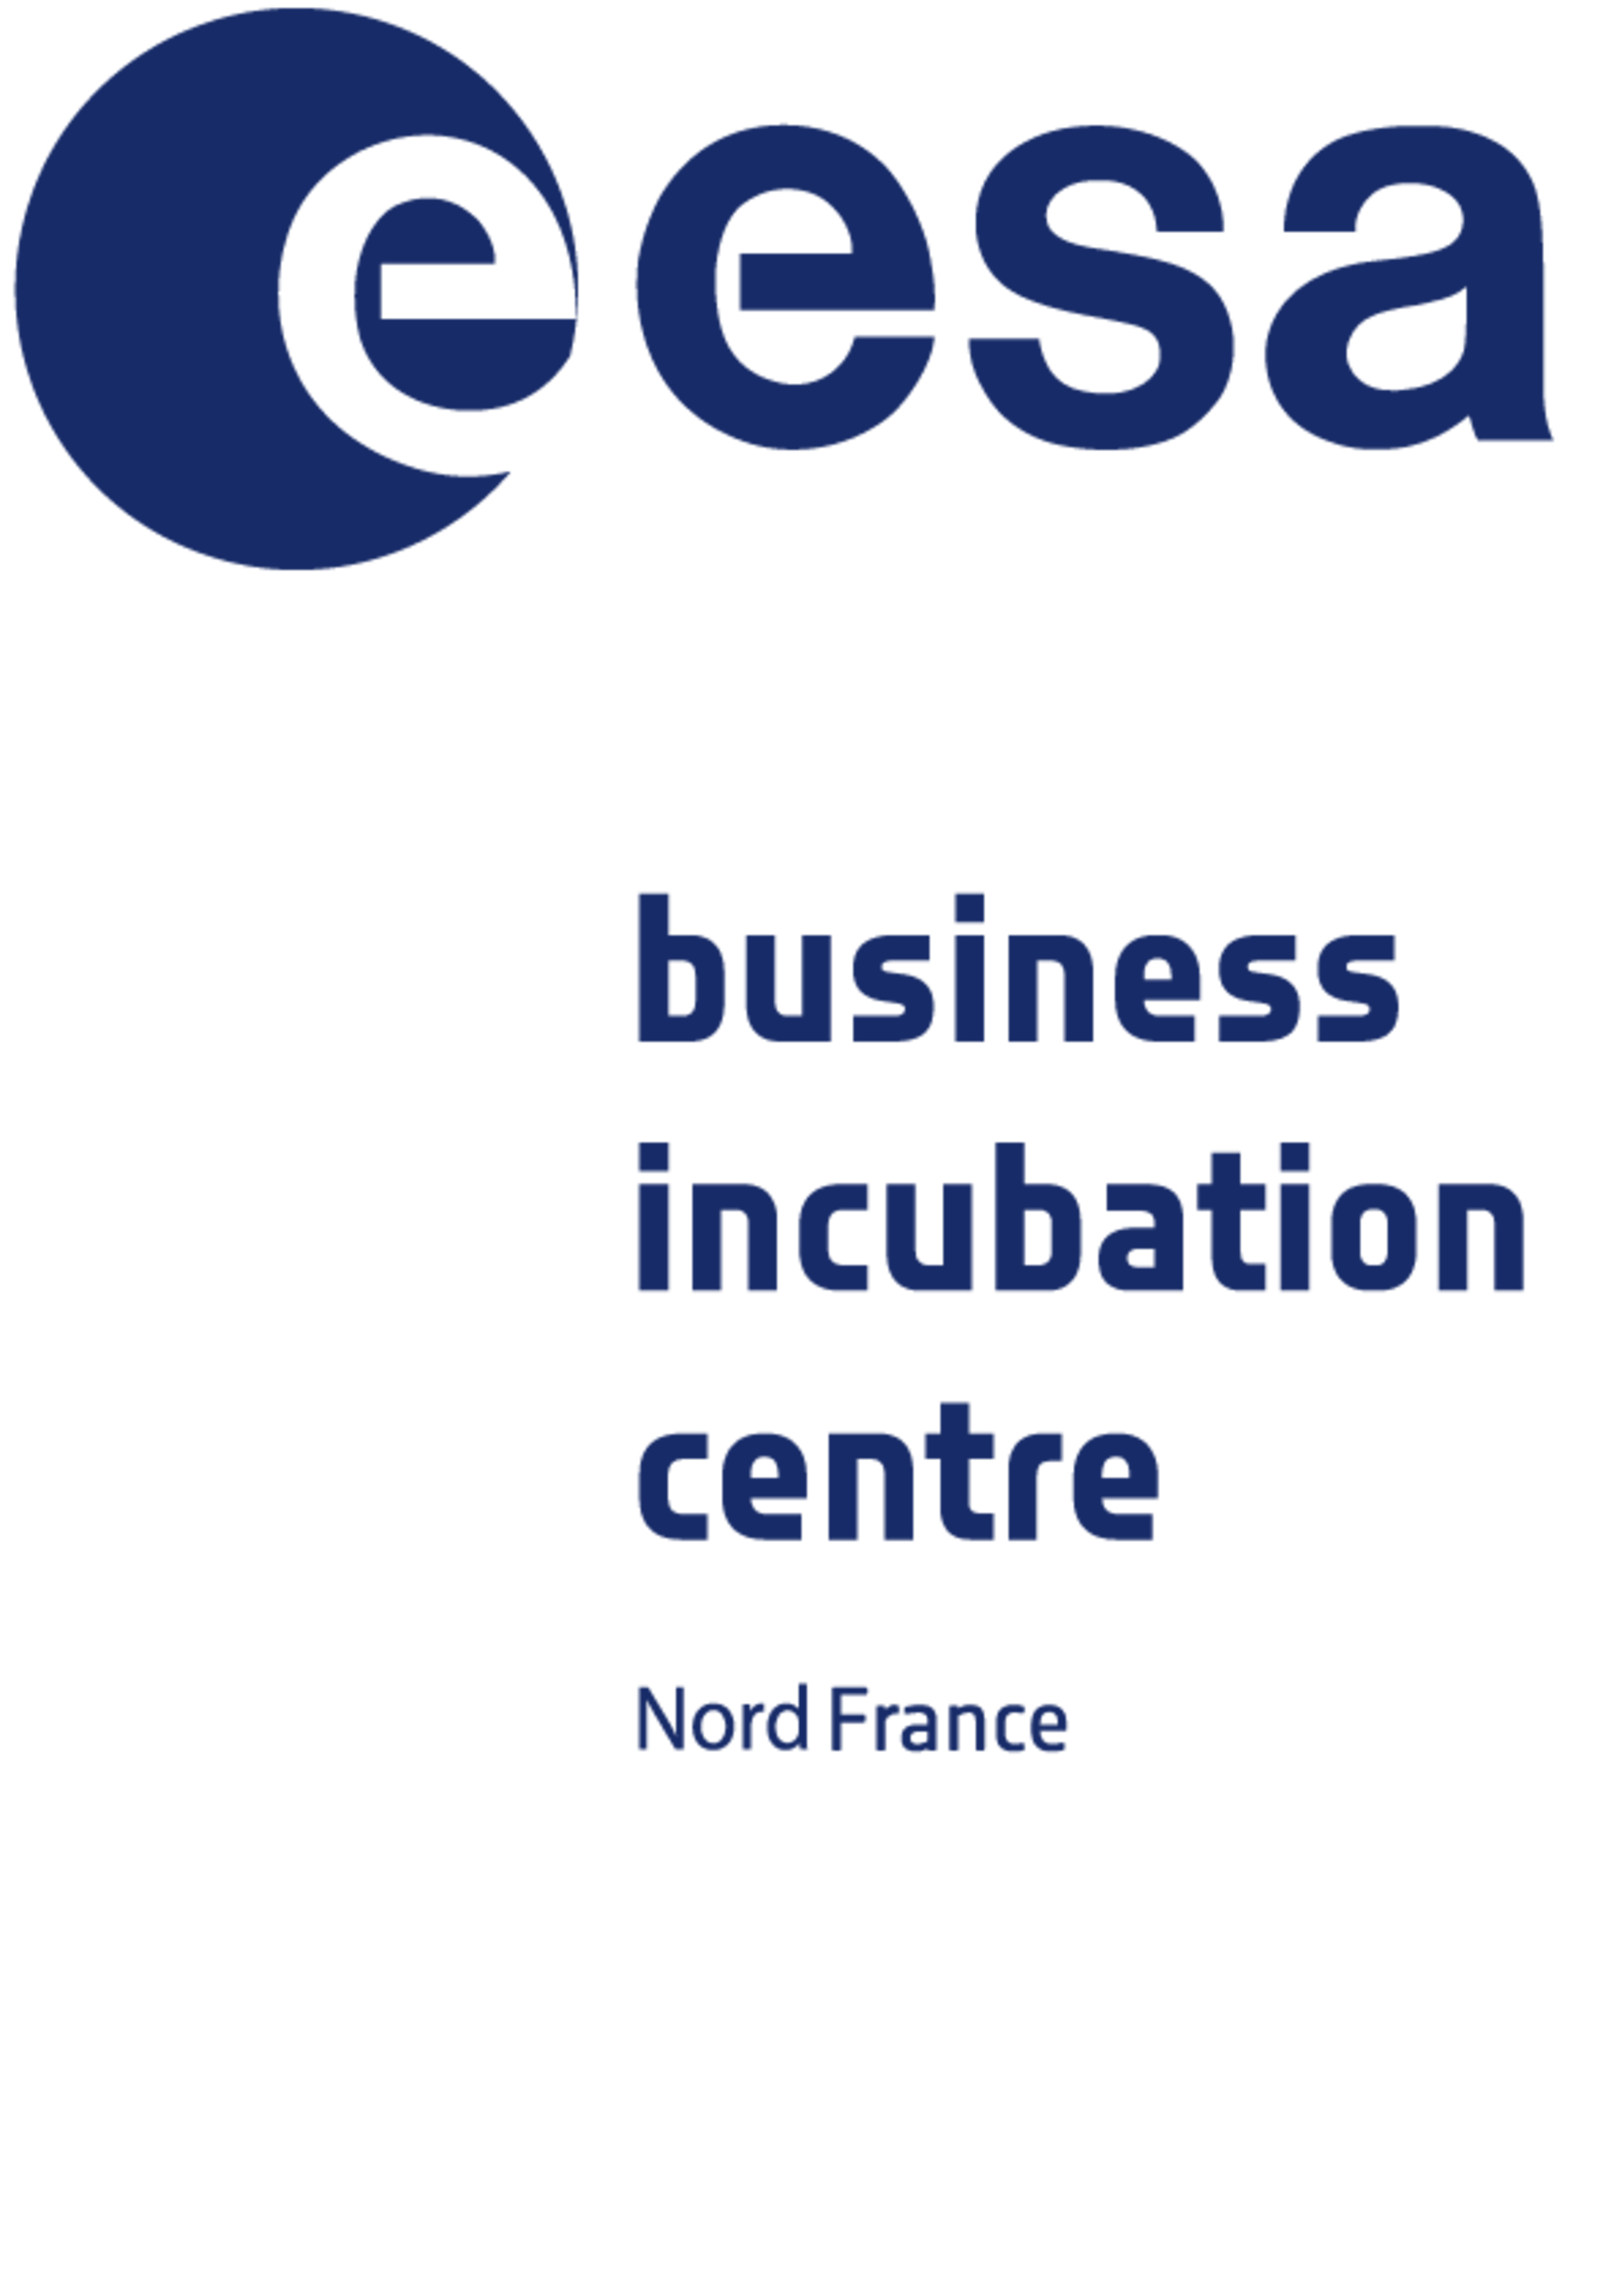 esa
business
incubation
centre
Nord France